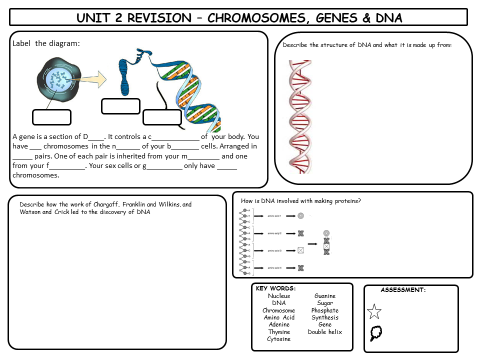 UNIT 2 REVISION – CHROMOSOMES, GENES & DNA
Label the diagram:
A gene is a section of D____. It controls a c____________ of your body. You
have ___ chromosomes in the n______ of your b_______ cells. Arranged in
______ pairs. One of each pair is inherited from your m________ and one
from your f_________. Your sex cells or g_________ only have _____
chromosomes.
Describe the structure of DNA and what it is made up from:
Describe how the work of Chargaff, Franklin and Wilkins, and
Watson and Crick led to the discovery of DNA
How is DNA involved with making proteins?
KEY WORDS:
Nucleus Guanine
DNA Sugar
Chromosome Phosphate
Amino Acid Synthesis
Adenine Gene
Thymine Double helix
Cytosine
ASSESSMENT: